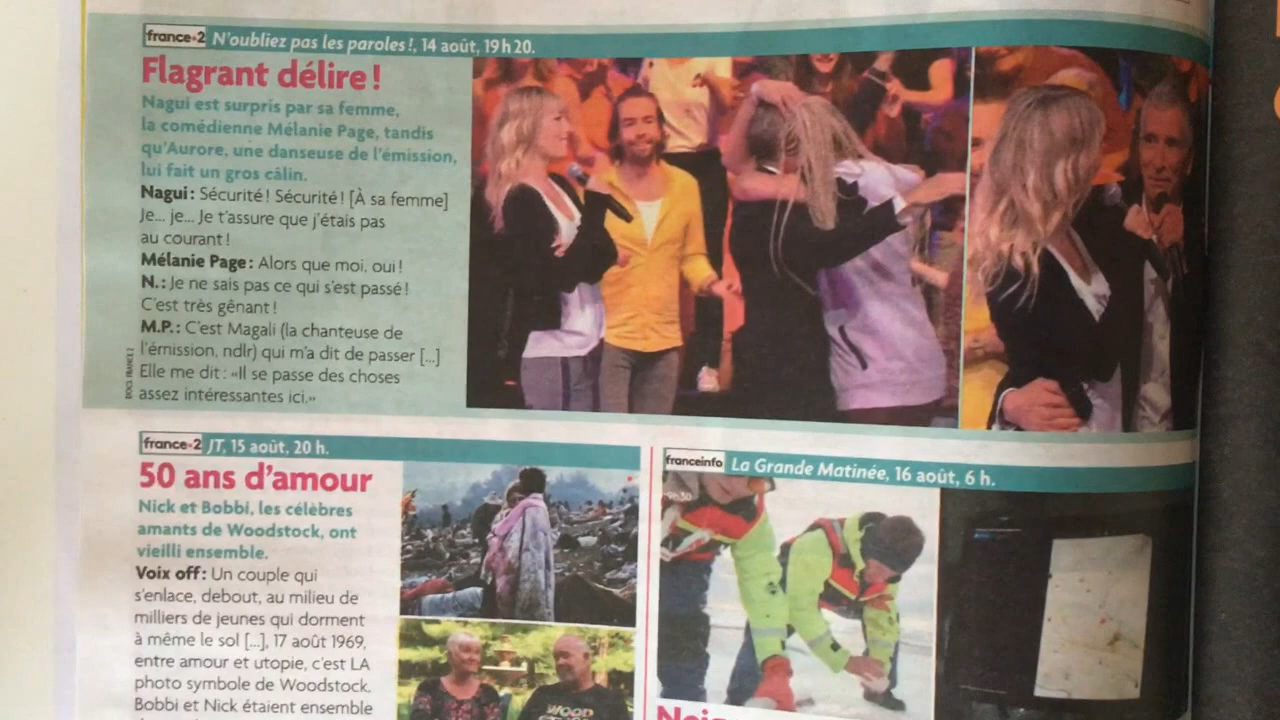 france•2 N'oubliez pas les paroles!, 14 août, 19h20.
Flagrant délire!
Nagui est surpris par sa femme,
la comédienne Mélanie Page, tandis
qu'Aurore, une danseuse de l'émission,
lui fait un gros câlin.
Nagui: Sécurité! Sécurité! [À sa femme]
Je... je... Je t'assure que j'étais pas
au courant!
Mélanie Page: Alors que moi, oui!
N.: Je ne sais pas ce qui s'est passé!
C'est très gênant!
M.P.: C'est Magali (la chanteuse de
l'émission, ndlr) qui m'a dit de passer [...]
Elle me dit: «Il se passe des choses
assez intéressantes ici.»
france•2 JT, 15 août, 20 h.
50 ans d'amour
Nick et Bobbi, les célèbres
amants de Woodstock, ont
vieilli ensemble.
Voix off: Un couple qui
s'enlace, debout, au milieu de
milliers de jeunes qui dorment
à même le sol [...], 17 août 1969,
entre amour et utopie, c'est LA
photo symbole de Woodstock.
Bobbi et Nick étaient ensemble
WOOD
franceinfo La Grande Matinée, 16 août, 6 h.